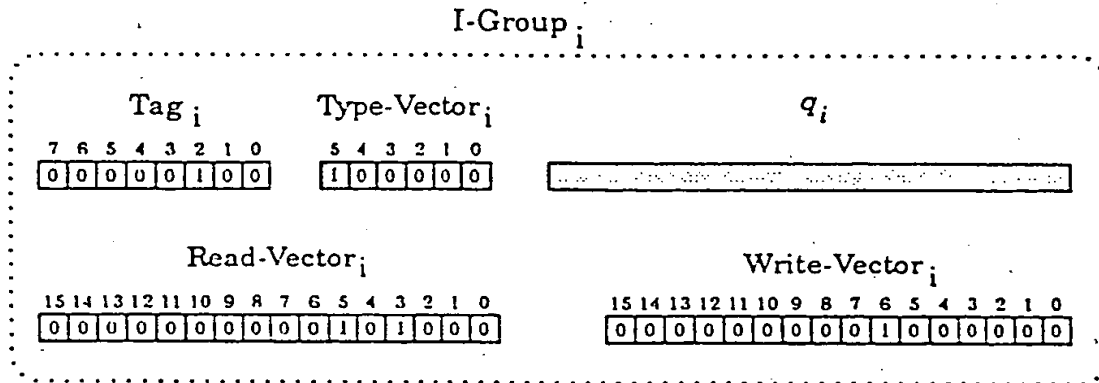 I-Group i
Tag i Type-Vector i q i
7 6 5 4 3 2 1 0 5 4 3 2 1 0
0 0 0 0 0 1 0 0 1 0 0 0 0 0
Read-Vector i Write-Vector i
15 14 13 12 11 10 9 8 7 6 5 4 3 2 1 0 15 14 13 12 11 10 9 8 7 6 5 4 3 2 1 0
0 0 0 0 0 0 0 0 0 0 1 0 1 0 0 0 0 0 0 0 0 0 0 0 0 1 0 0 0 0 0 0